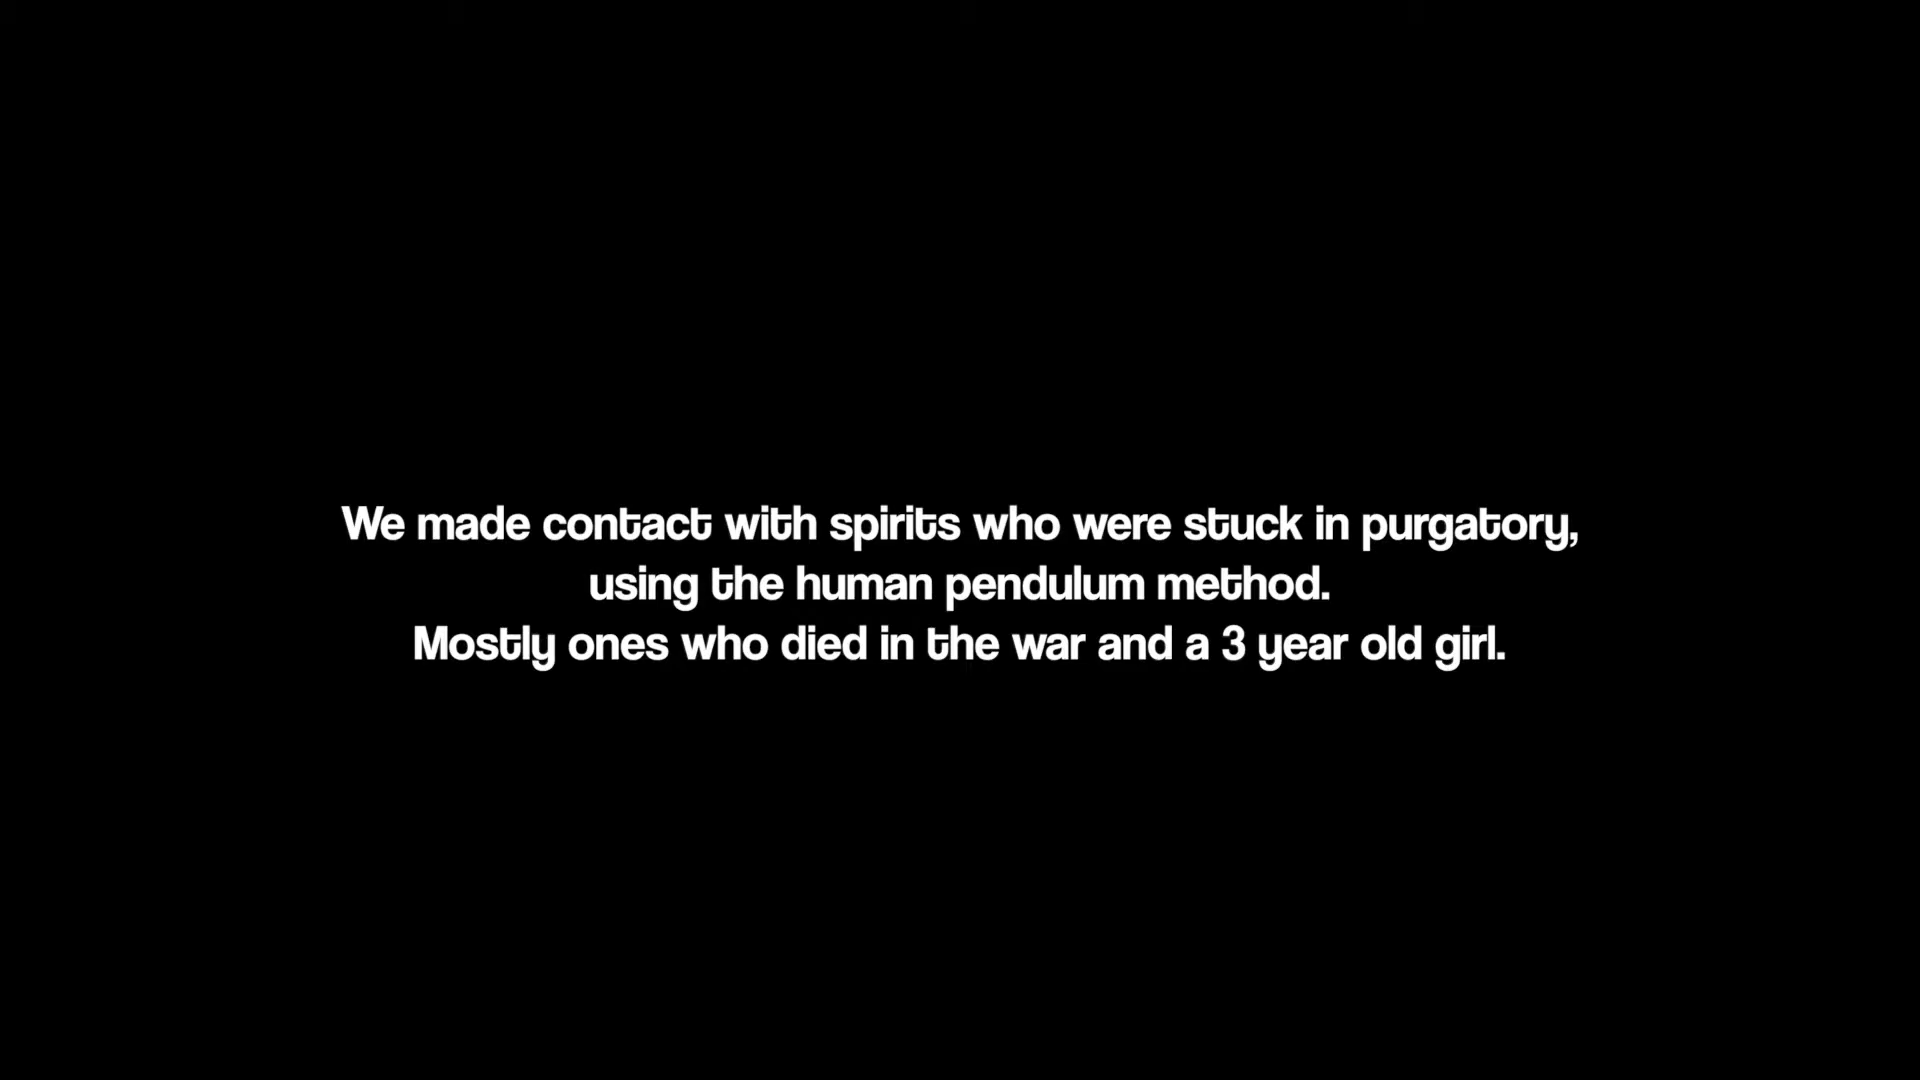 We made contact with spirits who were stuck in purgatory,
using the human pendulum method.
Mostly ones who died in the war and a 3 year old girl.